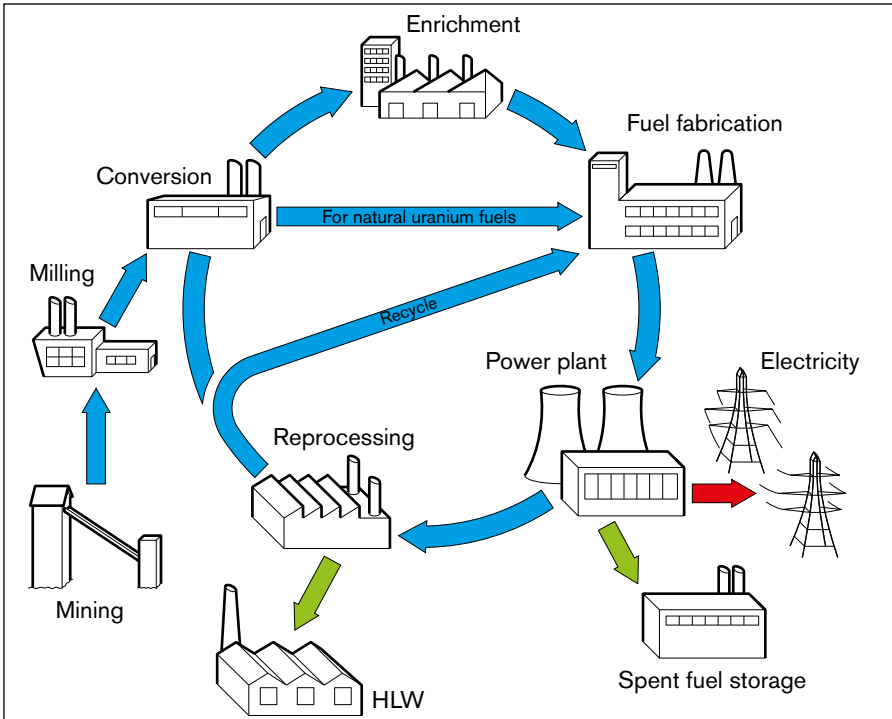 Enrichment
Fuel fabrication
Conversion
For natural uranium fuels
Milling
Recycle
Power plant
Electricity
Reprocessing
Mining
HLW
Spent fuel storage